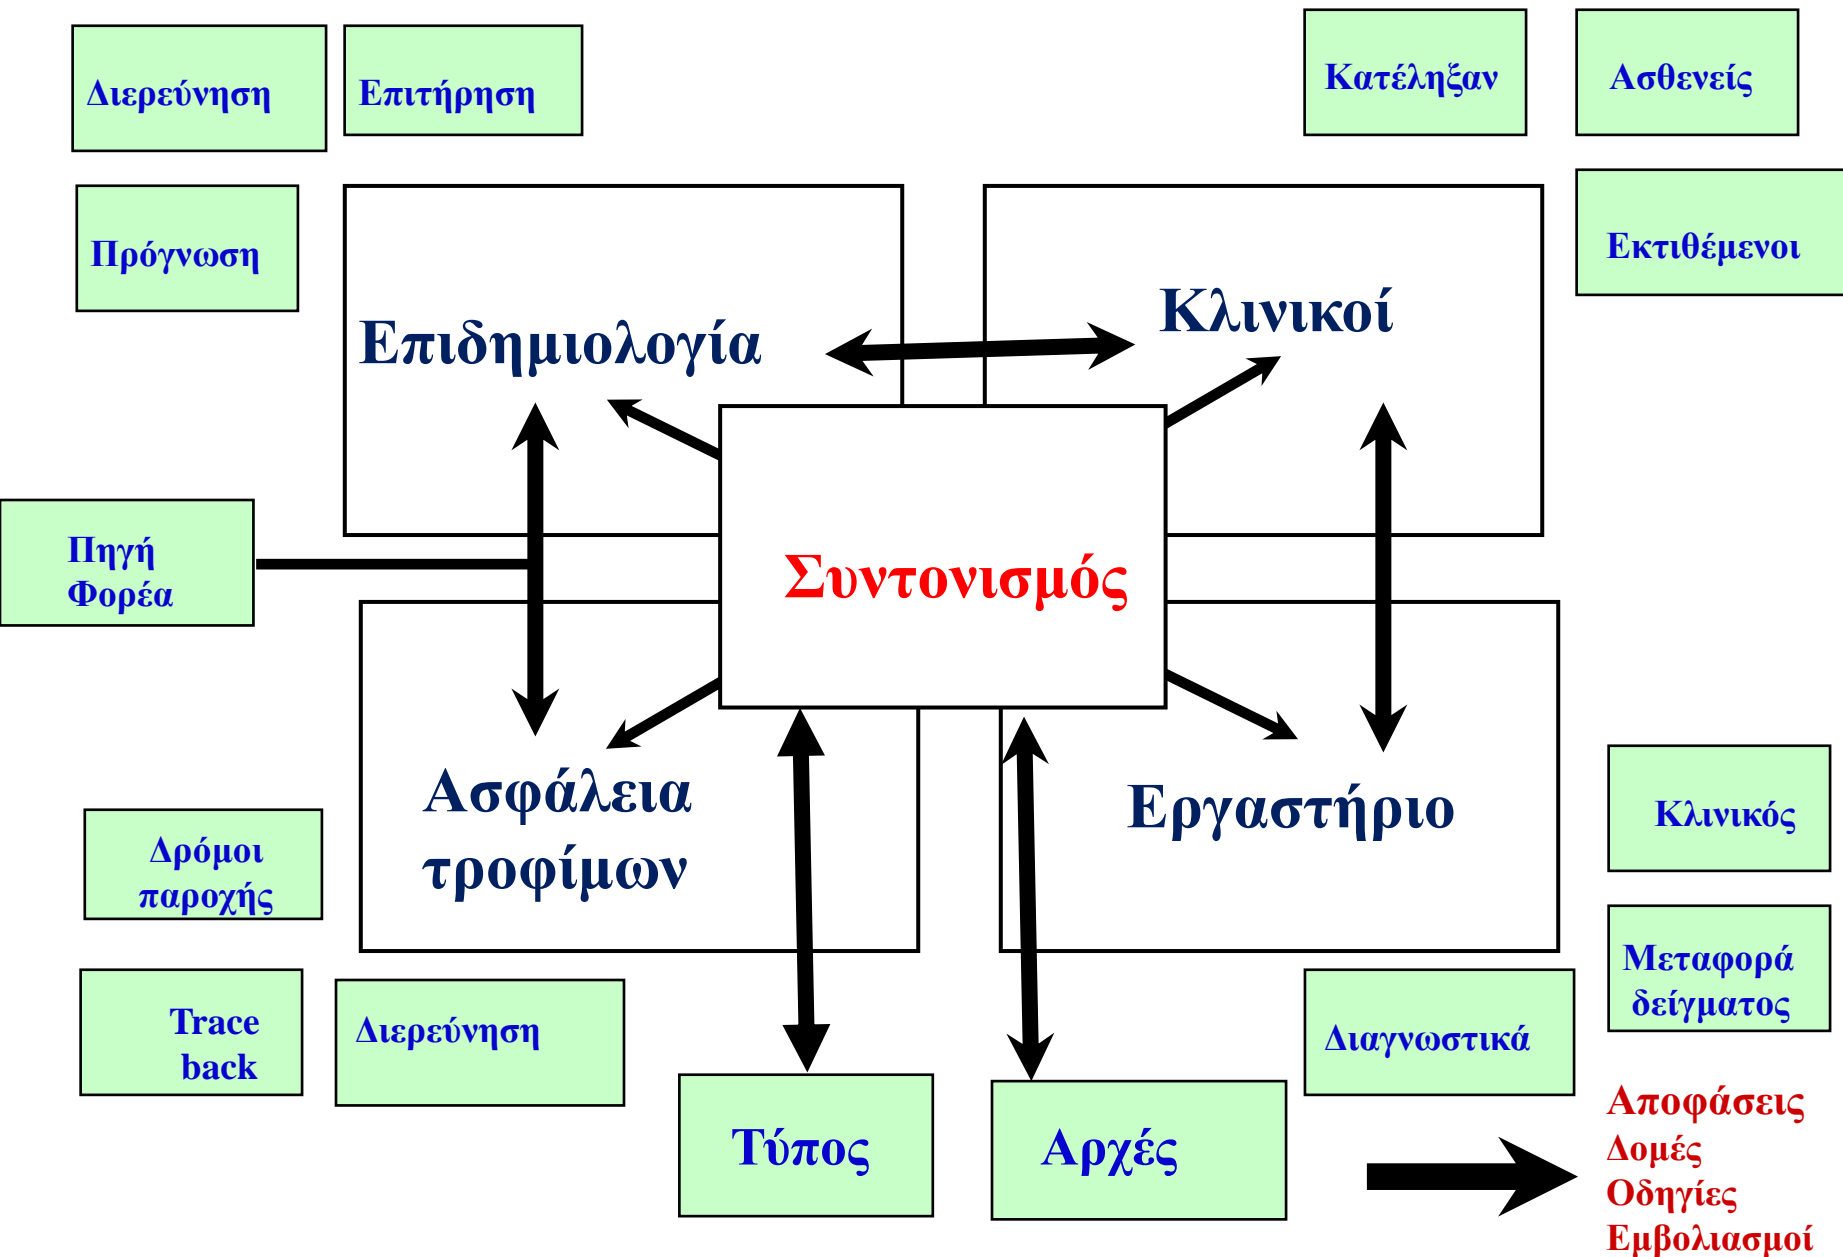 Διερεύνηση
Επιτήρηση
Κατέληξαν
Ασθενείς
Πρόγνωση
Εκτιθέμενοι
Επιδημιολογία
Κλινικοί
Πηγή
Φορέα
Συντονισμός
Ασφάλεια
τροφίμων
Εργαστήριο
Κλινικός
Δρόμοι
παροχής
Μεταφορά
δείγματος
Trace
back
Διερεύνηση
Διαγνωστικά
Τύπος
Αρχές
Αποφάσεις
Δομές
Οδηγίες
Εμβολιασμοί